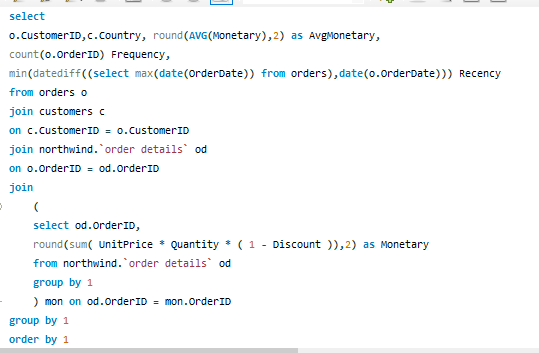 select
o.CustomerID,c.Country, round(AVG(Monetary),2) as AvgMonetary,
count(o.OrderID) Frequency,
min(datediff((select max(date(OrderDate)) from orders),date(o.OrderDate))) Recency
from orders o
join customers c
on c.CustomerID = o.CustomerID
join northwind.`order details` od
on o.OrderID = od.OrderID
join
(
select od.OrderID,
round(sum( UnitPrice * Quantity * ( 1 - Discount )),2) as Monetary
from northwind.`order details` od
group by 1
) mon on od.OrderID = mon.OrderID
group by 1
order by 1